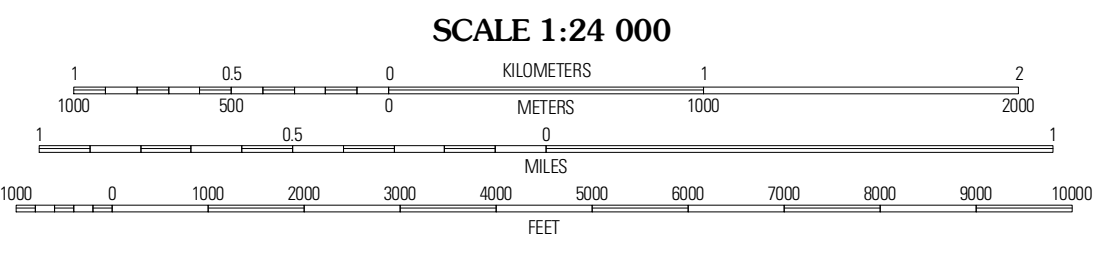 SCALE 1:24 000
1 0.5 0 KILOMETERS 1 2
1000 500 0 METERS 1000 2000
1 0.5 0 1
MILES
1000 0 1000 2000 3000 4000 5000 6000 7000 8000 9000 10000
FEET